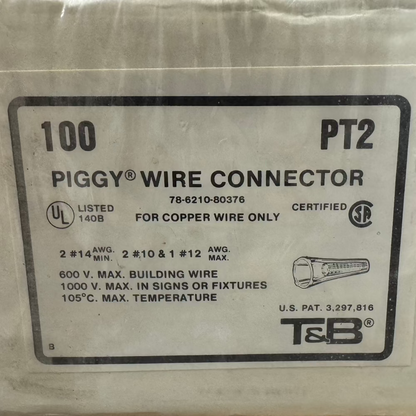 100 PT2
PIGGY® WIRE CONNECTOR
78-6210-80376
UL LISTED 140B FOR COPPER WIRE ONLY CERTIFIED SA
2 #14 AWG. MIN. 2 #10 & 1 #12 AWG. MAX.
600 V. MAX. BUILDING WIRE
1000 V. MAX. IN SIGNS OR FIXTURES
105°C. MAX. TEMPERATURE
U.S. PAT. 3,297,816
T&B®